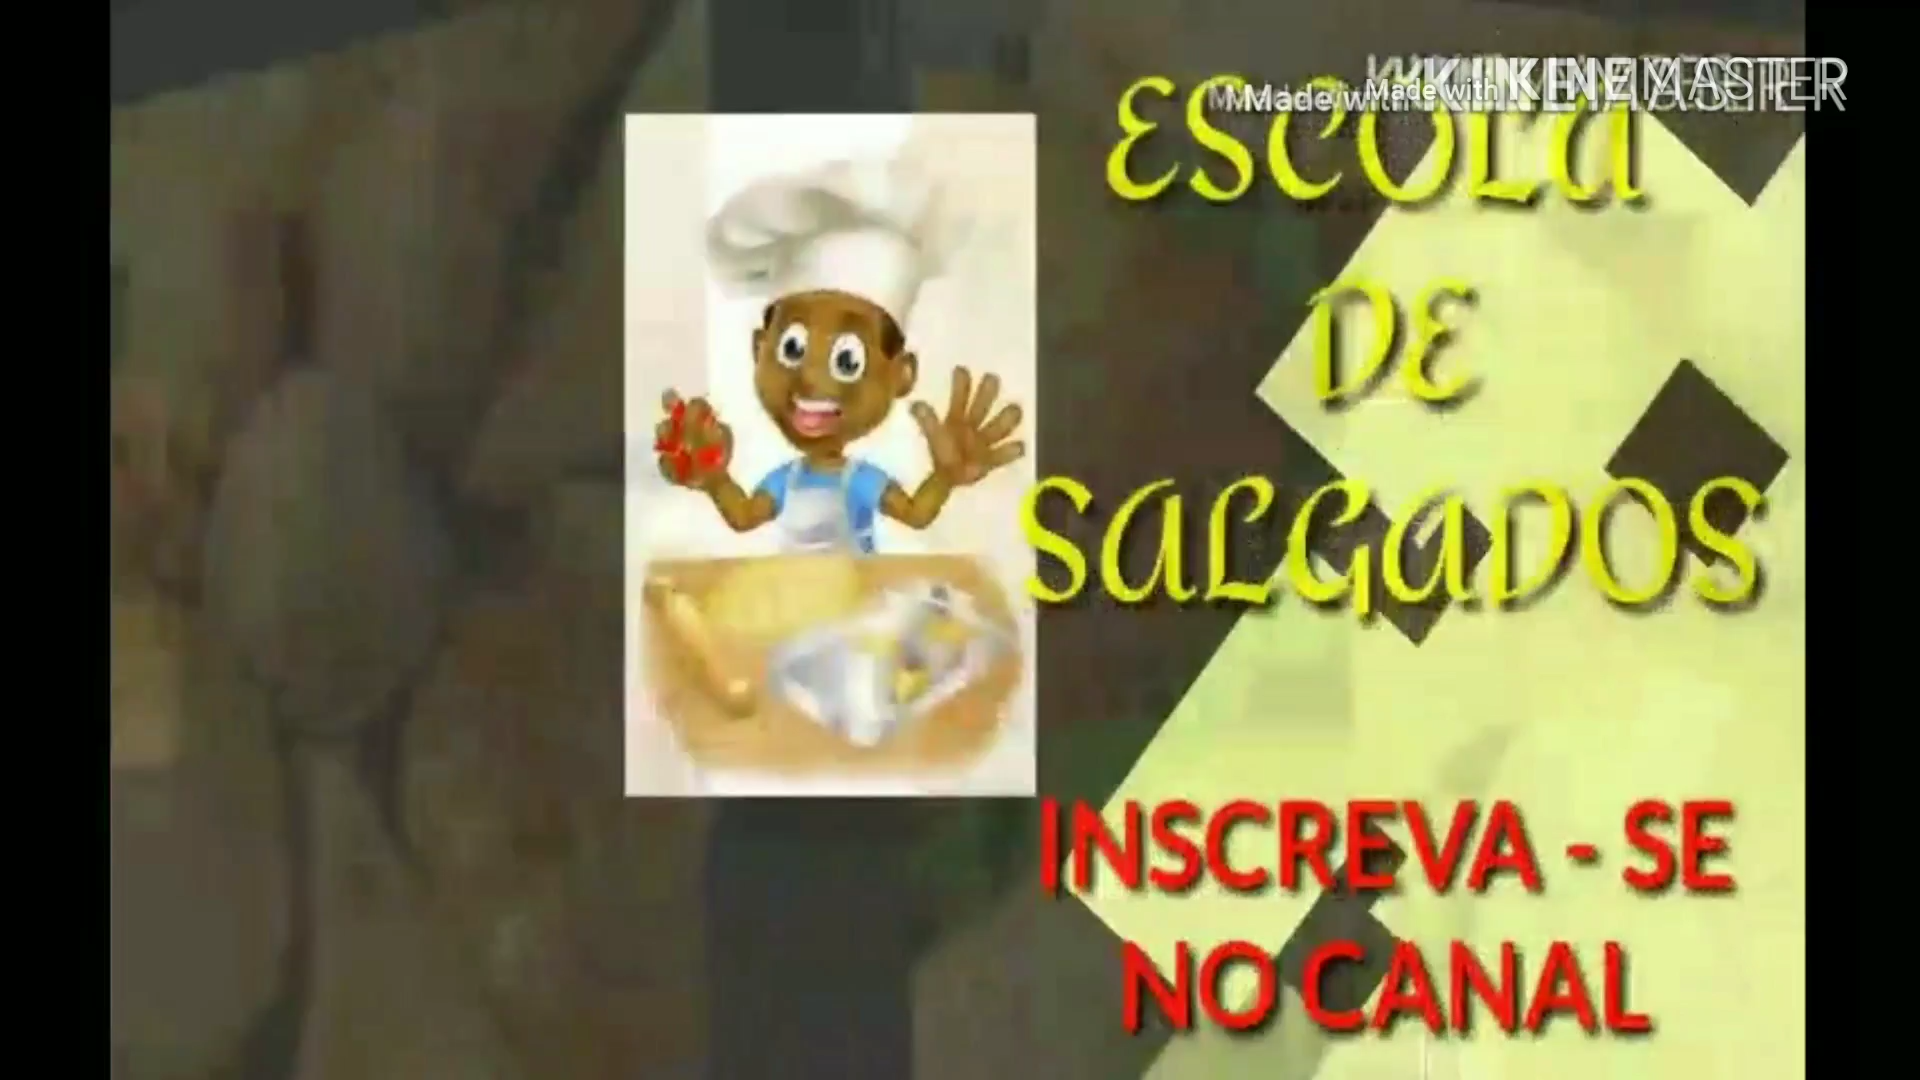 Made with KINEMASTER
ESCOLA
DE
SALGADOS
INSCREVA - SE
NO CANAL